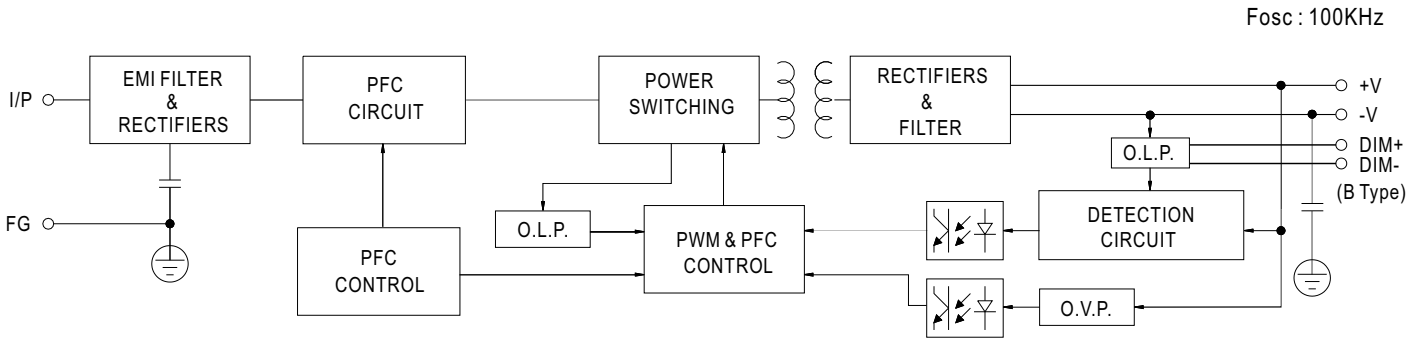 Fosc : 100KHz
I/P
EMI FILTER
&
RECTIFIERS
PFC
CIRCUIT
POWER
SWITCHING
RECTIFIERS
&
FILTER
+V
-V
O.L.P.
DIM+
DIM-
(B Type)
FG
O.L.P.
PFC
CONTROL
PWM & PFC
CONTROL
DETECTION
CIRCUIT
O.V.P.